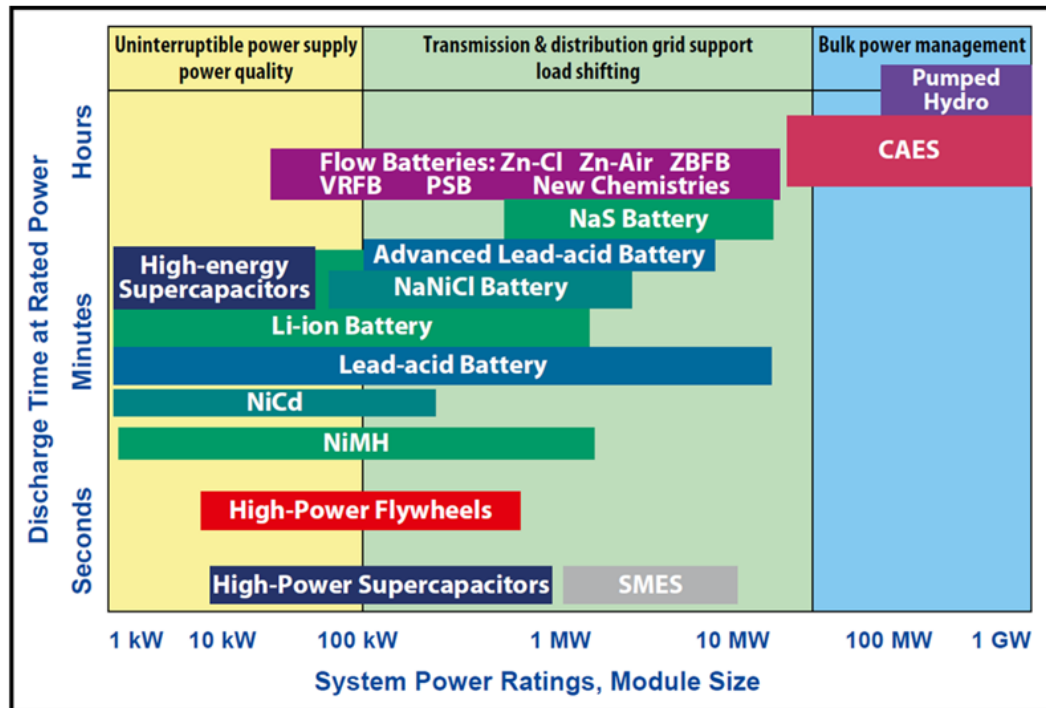 Uninterruptible power supply
power quality
Transmission & distribution grid support
load shifting
Bulk power management
Pumped
Hydro
CAES
Flow Batteries: Zn-Cl Zn-Air ZBFB
VRFB PSB New Chemistries
NaS Battery
Advanced Lead-acid Battery
High-energy
Supercapacitors
NaNiCl Battery
Li-ion Battery
Lead-acid Battery
NiCd
NiMH
High-Power Flywheels
High-Power Supercapacitors
SMES
Discharge Time at Rated Power
Hours
Minutes
Seconds
1 kW 10 kW 100 kW 1 MW 10 MW 100 MW 1 GW
System Power Ratings, Module Size